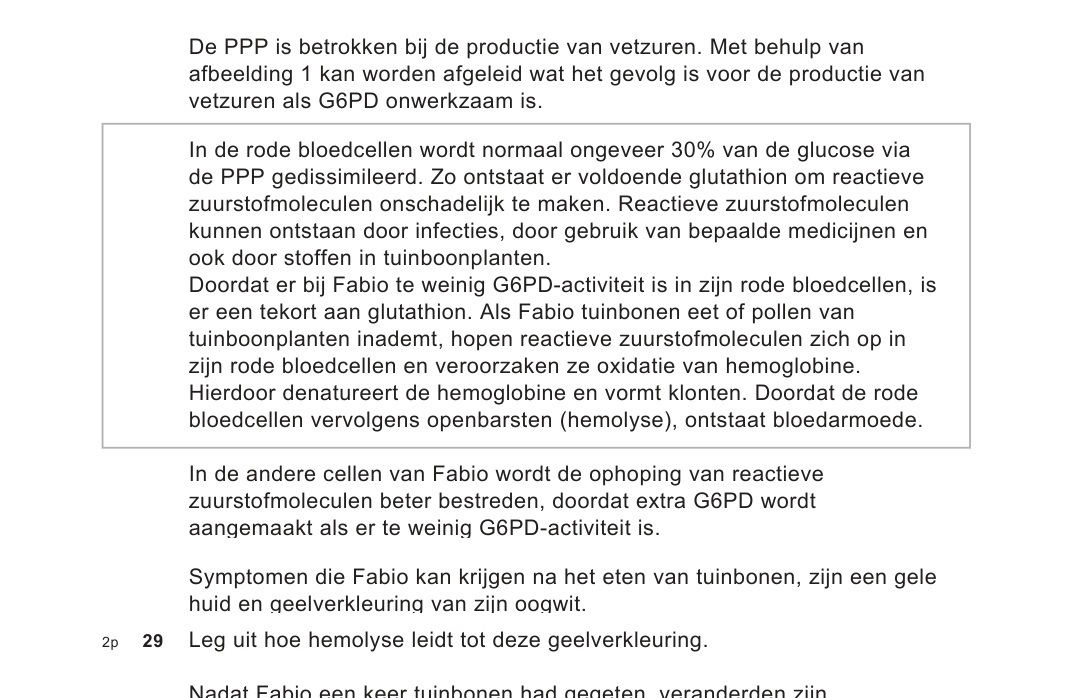 De PPP is betrokken bij de productie van vetzuren. Met behulp van
afbeelding 1 kan worden afgeleid wat het gevolg is voor de productie van
vetzuren als G6PD onwerkzaam is.
In de rode bloedcellen wordt normaal ongeveer 30% van de glucose via
de PPP gedissimileerd. Zo ontstaat er voldoende glutathion om reactieve
zuurstofmoleculen onschadelijk te maken. Reactieve zuurstofmoleculen
kunnen ontstaan door infecties, door gebruik van bepaalde medicijnen en
ook door stoffen in tuinboonplanten.
Doordat er bij Fabio te weinig G6PD-activiteit is in zijn rode bloedcellen, is
er een tekort aan glutathion. Als Fabio tuinbonen eet of pollen van
tuinboonplanten inademt, hopen reactieve zuurstofmoleculen zich op in
zijn rode bloedcellen en veroorzaken ze oxidatie van hemoglobine.
Hierdoor denatureert de hemoglobine en vormt klonten. Doordat de rode
bloedcellen vervolgens openbarsten (hemolyse), ontstaat bloedarmoede.
In de andere cellen van Fabio wordt de ophoping van reactieve
zuurstofmoleculen beter bestreden, doordat extra G6PD wordt
aangemaakt als er te weinig G6PD-activiteit is.
Symptomen die Fabio kan krijgen na het eten van tuinbonen, zijn een gele
huid en geelverkleuring van zijn oogwit.
2p 29 Leg uit hoe hemolyse leidt tot deze geelverkleuring.
Nadat Fabio een keer tuinbonen had gegeten, veranderden zijn